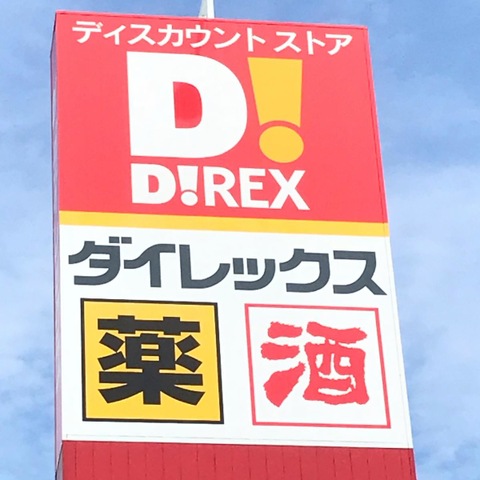 ディスカウント ストア
D!
D!REX
ダイレックス
薬 酒